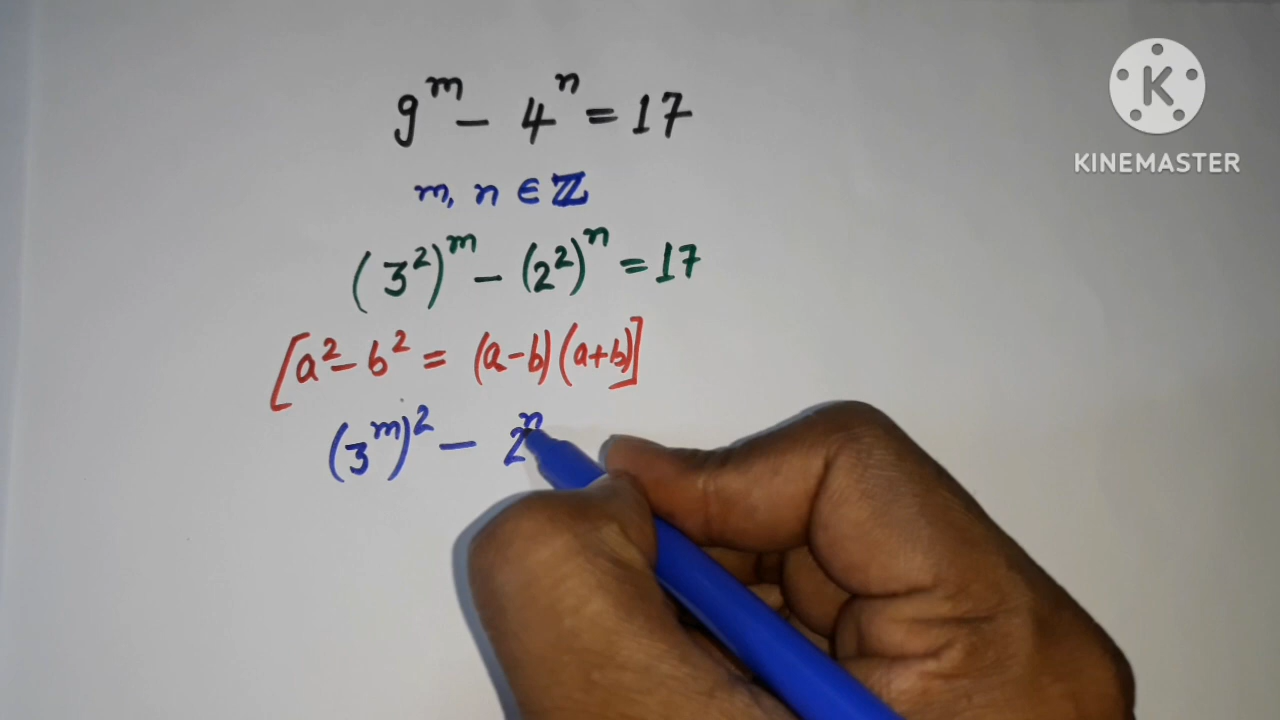 9^m - 4^n = 17
m, n ∈ ℤ
(3^2)^m - (2^2)^n = 17
[a^2 - b^2 = (a-b)(a+b)]
(3^m)^2 - 2^n
K
KINEMASTER